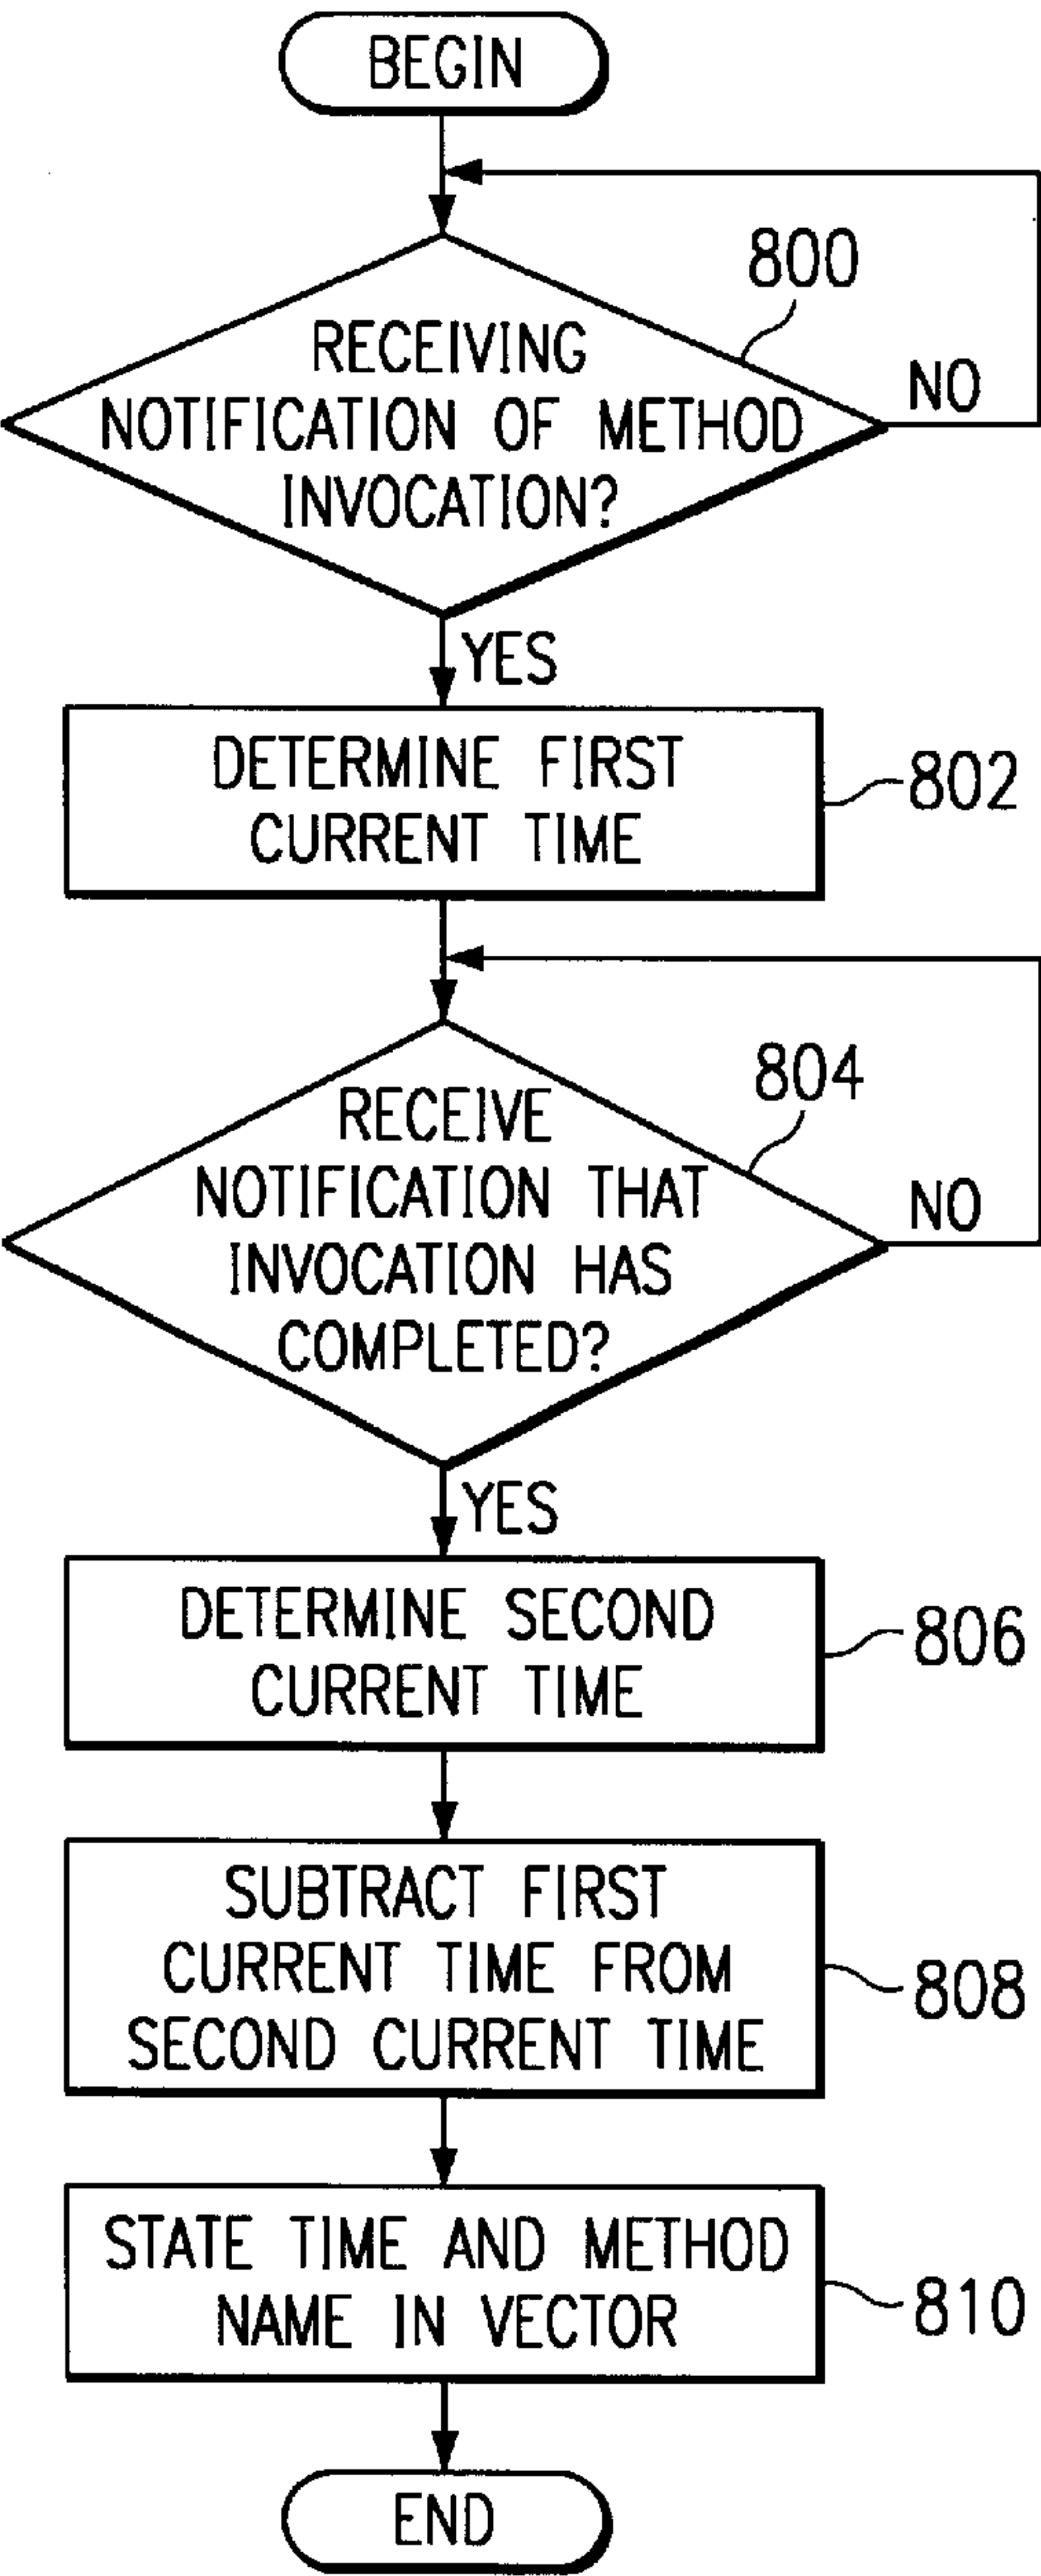 BEGIN
800
RECEIVING
NOTIFICATION OF METHOD
INVOCATION?
NO
YES
DETERMINE FIRST
CURRENT TIME
802
804
RECEIVE
NOTIFICATION THAT
INVOCATION HAS
COMPLETED?
NO
YES
DETERMINE SECOND
CURRENT TIME
806
SUBTRACT FIRST
CURRENT TIME FROM
SECOND CURRENT TIME
808
STATE TIME AND METHOD
NAME IN VECTOR
810
END